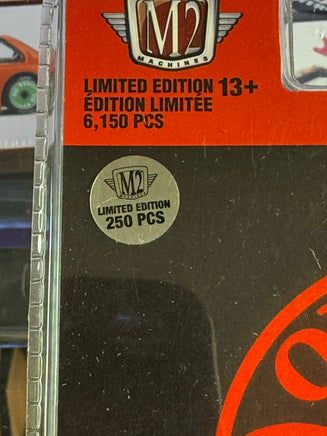 M2
MACHINES
LIMITED EDITION 13+
ÉDITION LIMITÉE
6,150 PCS
M2
LIMITED EDITION
250 PCS